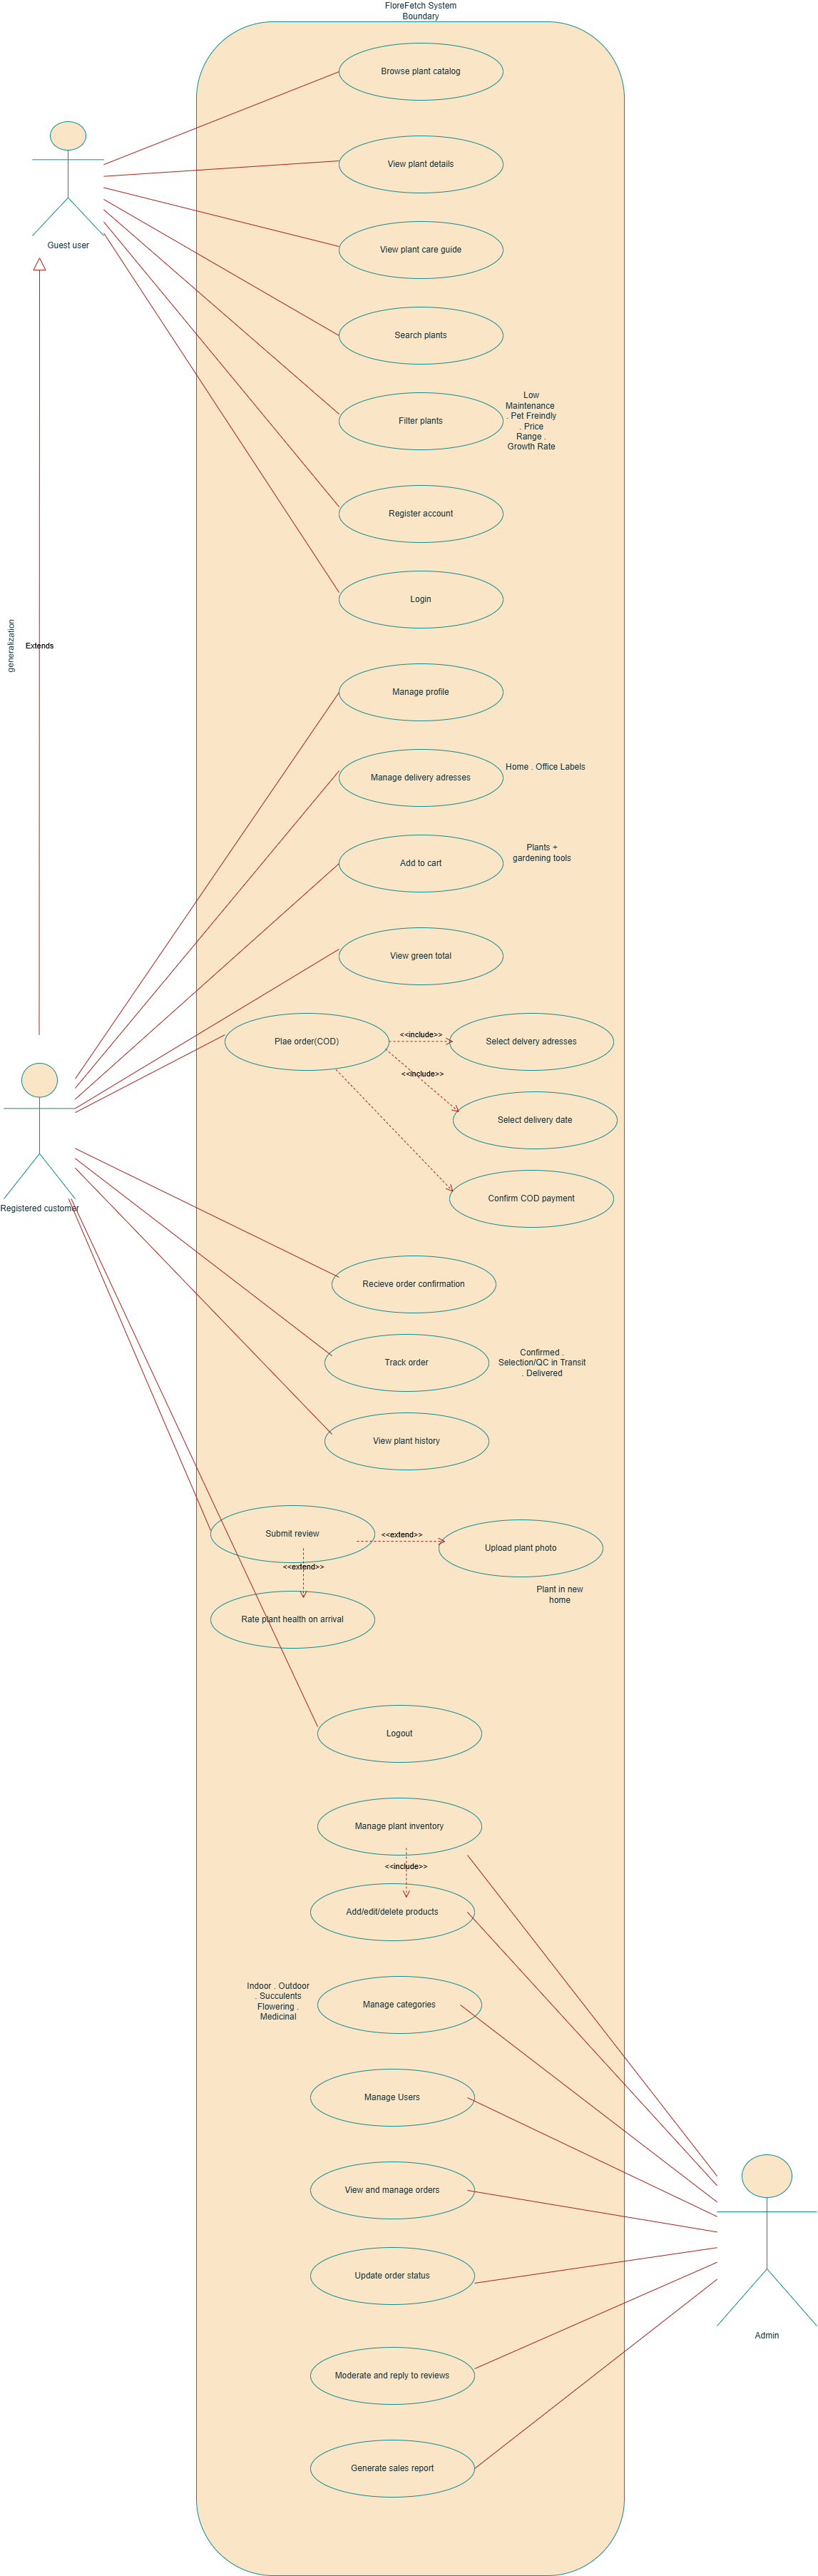 FloreFetch System
Boundary
Browse plant catalog
View plant details
Guest user
View plant care guide
Search plants
Low
Maintenance
. Pet Freindly
. Price
Range .
Growth Rate
Filter plants
Register account
Login
generalization
Extends
Manage profile
Manage delivery adresses
Home . Office Labels
Add to cart
Plants +
gardening tools
View green total
Plae order(COD)
<<include>>
Select delvery adresses
<<include>>
Select delivery date
Confirm COD payment
Registered customer
Recieve order confirmation
Track order
Confirmed .
Selection/QC in Transit
. Delivered
View plant history
Submit review
<<extend>>
Upload plant photo
<<extend>>
Plant in new
home
Rate plant health on arrival
Logout
Manage plant inventory
<<include>>
Add/edit/delete products
Indoor . Outdoor
. Succulents
Flowering .
Medicinal
Manage categories
Manage Users
View and manage orders
Update order status
Admin
Moderate and reply to reviews
Generate sales report